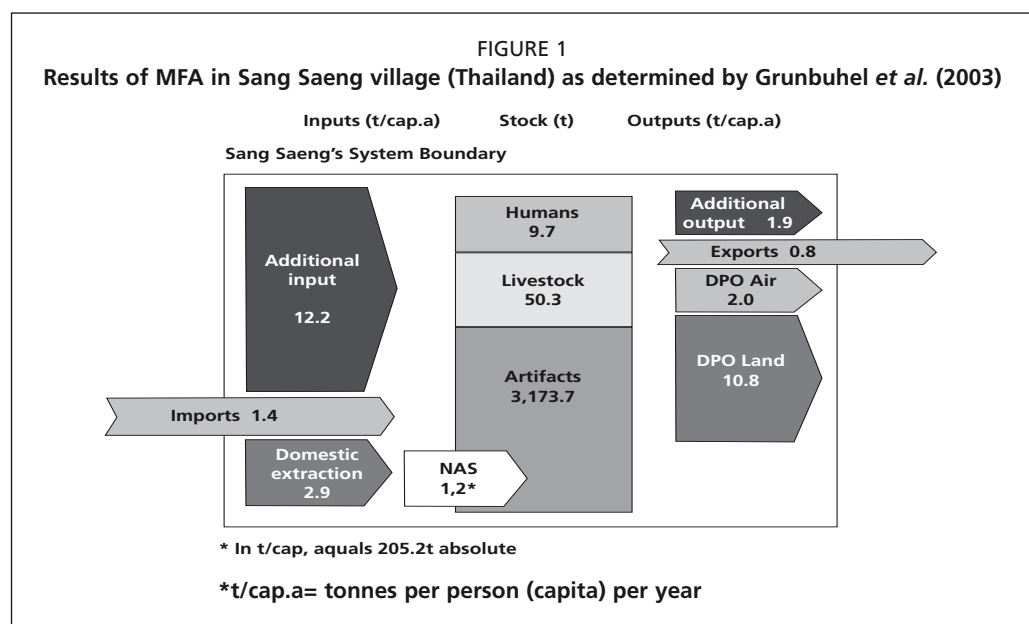 FIGURE 1
Results of MFA in Sang Saeng village (Thailand) as determined by Grunbuhel et al. (2003)
Inputs (t/cap.a) Stock (t) Outputs (t/cap.a)
Sang Saeng's System Boundary
Additional
input
12.2
Imports 1.4
Domestic
extraction
2.9
NAS
1,2*
Humans
9.7
Livestock
50.3
Artifacts
3,173.7
Additional
output 1.9
Exports 0.8
DPO Air
2.0
DPO Land
10.8
* In t/cap, aquals 205.2t absolute
*t/cap.a= tonnes per person (capita) per year